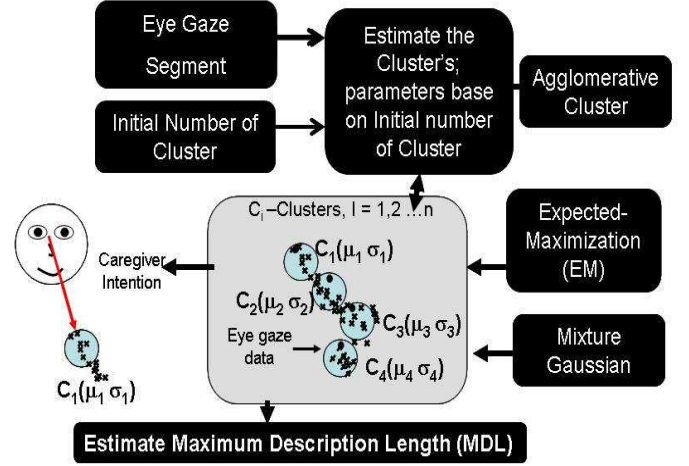 Eye Gaze
Segment
Initial Number of
Cluster
Estimate the
Cluster's;
parameters base
on Initial number
of Cluster
Agglomerative
Cluster
Ci –Clusters, I = 1,2 ...n
C1(μ1 σ1)
C2(μ2 σ2)
C3(μ3 σ3)
Eye gaze
data
C4(μ4 σ4)
Caregiver
Intention
C1(μ1 σ1)
Expected-
Maximization
(EM)
Mixture
Gaussian
Estimate Maximum Description Length (MDL)